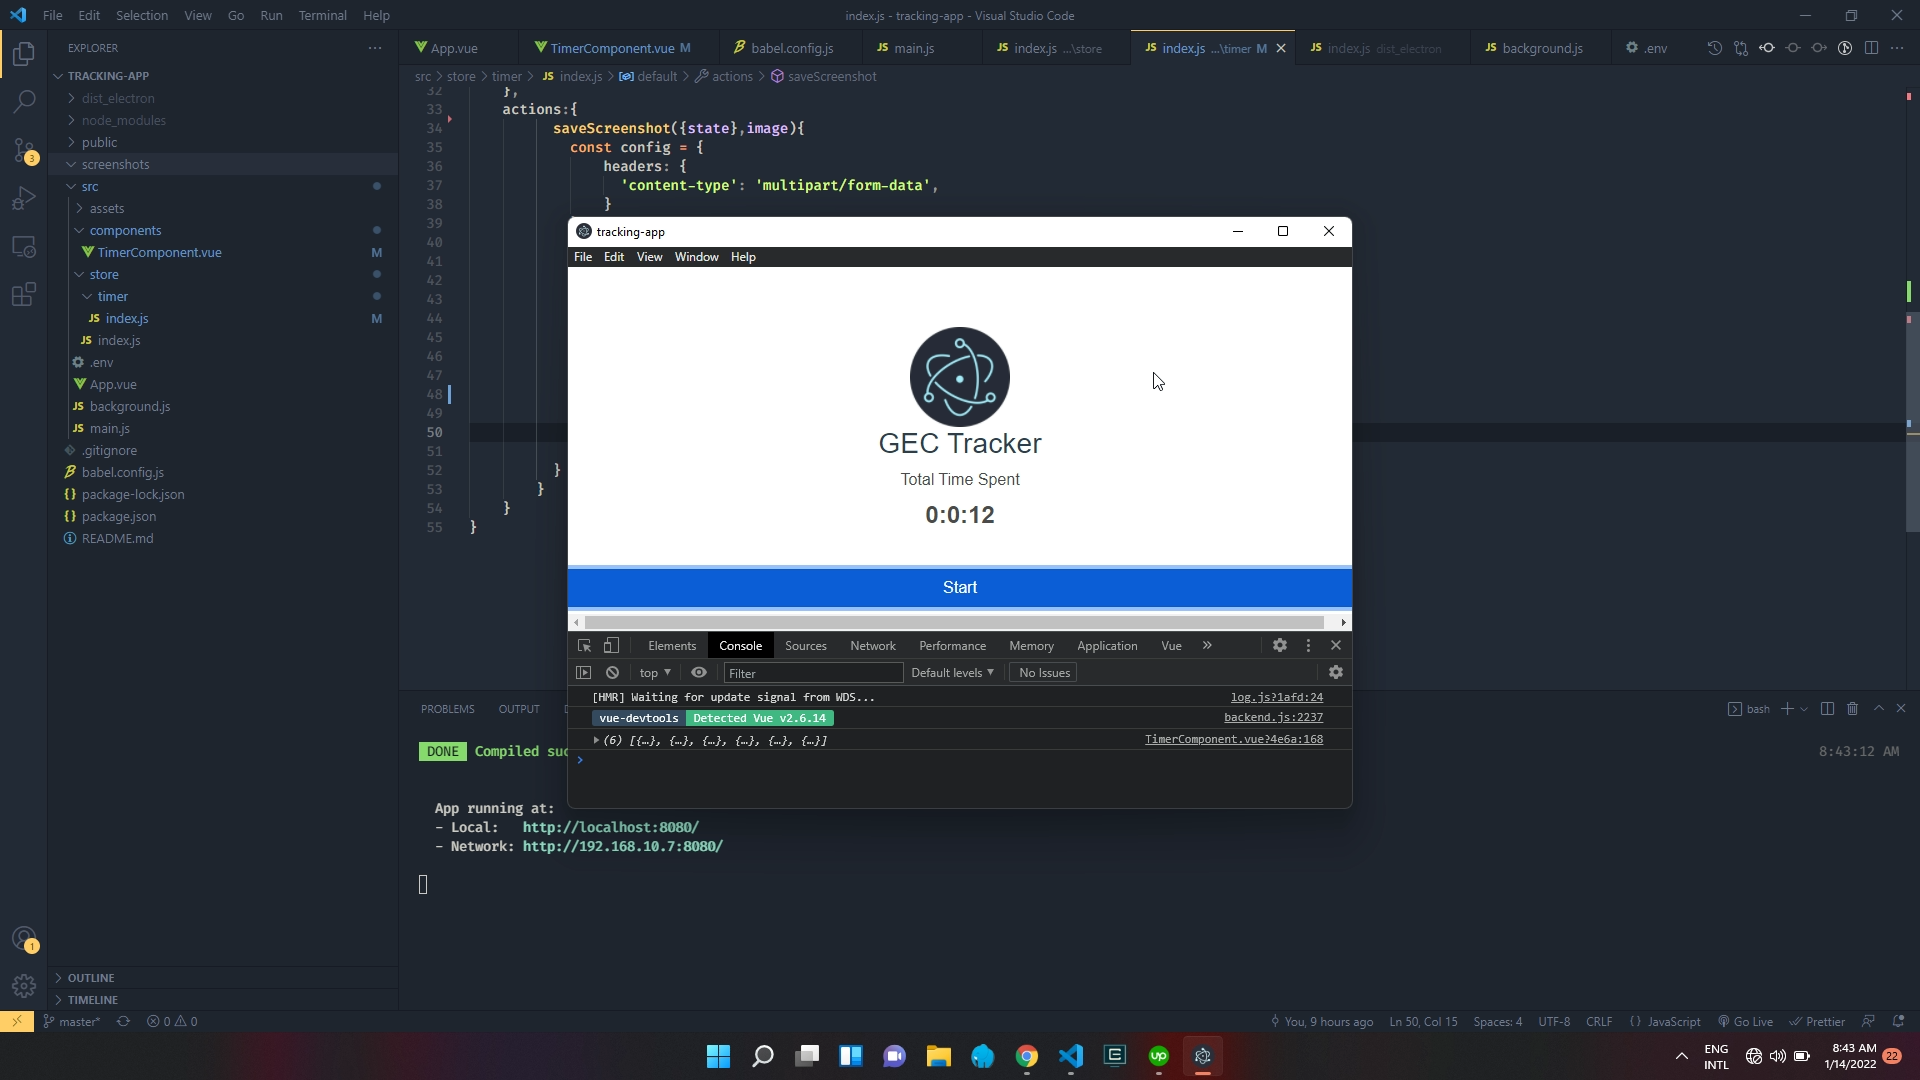 File Edit Selection View Go Run Terminal Help
index.js - tracking-app - Visual Studio Code
EXPLORER
App.vue
TimerComponent.vue M
babel.config.js
JS main.js
JS index.js ...\store
JS index.js ...\timer M
JS index.js dist_electron
JS background.js
.env
TRACKING-APP
dist_electron
node_modules
public
screenshots
src
assets
components
TimerComponent.vue M
store
timer
JS index.js M
JS index.js
.env
App.vue
JS background.js
JS main.js
.gitignore
babel.config.js
{} package-lock.json
{} package.json
README.md
OUTLINE
TIMELINE
3
1
src > store > timer > JS index.js > default > actions > saveScreenshot
32 },
33 actions:{
34 saveScreenshot({state},image){
35 const config = {
36 headers: {
37 'content-type': 'multipart/form-data',
38 }
39
40
41
42
43
44
45
46
47
48
49
50
51
52 }
53 }
54 }
55 }
tracking-app
File Edit View Window Help
GEC Tracker
Total Time Spent
0:0:12
Start
Elements Console Sources Network Performance Memory Application Vue »
top ▼ Filter Default levels ▼ No Issues
[HMR] Waiting for update signal from WDS... log.js?1afd:24
vue-devtools Detected Vue v2.6.14 backend.js:2237
(6) [{…}, {…}, {…}, {…}, {…}, {…}] TimerComponent.vue?4e6a:168
PROBLEMS OUTPUT
bash
DONE Compiled suc
8:43:12 AM
App running at:
- Local: http://localhost:8080/
- Network: http://192.168.10.7:8080/
master* 0 0
You, 9 hours ago Ln 50, Col 15 Spaces: 4 UTF-8 CRLF {} JavaScript Go Live Prettier
up
ENG
INTL
8:43 AM
1/14/2022
22